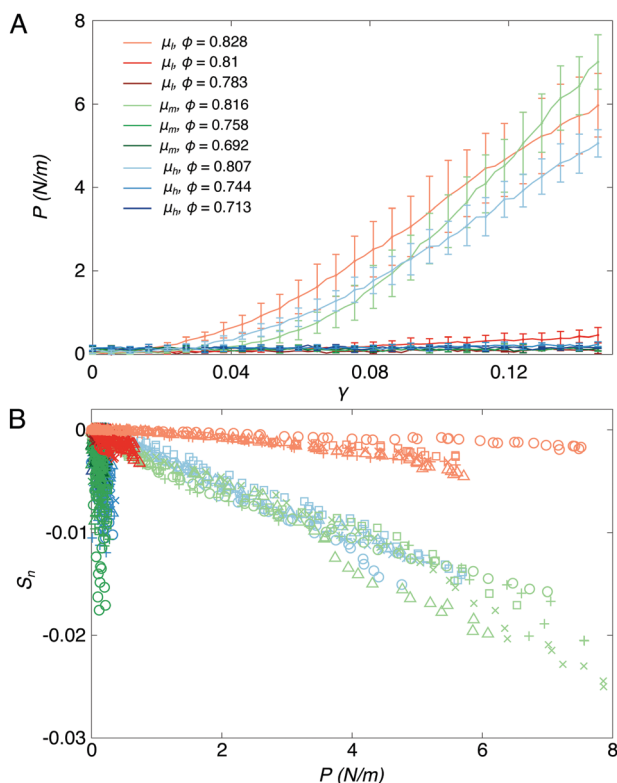 A
8
6
4
2
0
P (N/m)
μl, ϕ = 0.828
μl, ϕ = 0.81
μl, ϕ = 0.783
μm, ϕ = 0.816
μm, ϕ = 0.758
μm, ϕ = 0.692
μh, ϕ = 0.807
μh, ϕ = 0.744
μh, ϕ = 0.713
0 0.04 0.08 0.12
γ
B
0
-0.01
-0.02
-0.03
Sn
0 2 4 6 8
P (N/m)